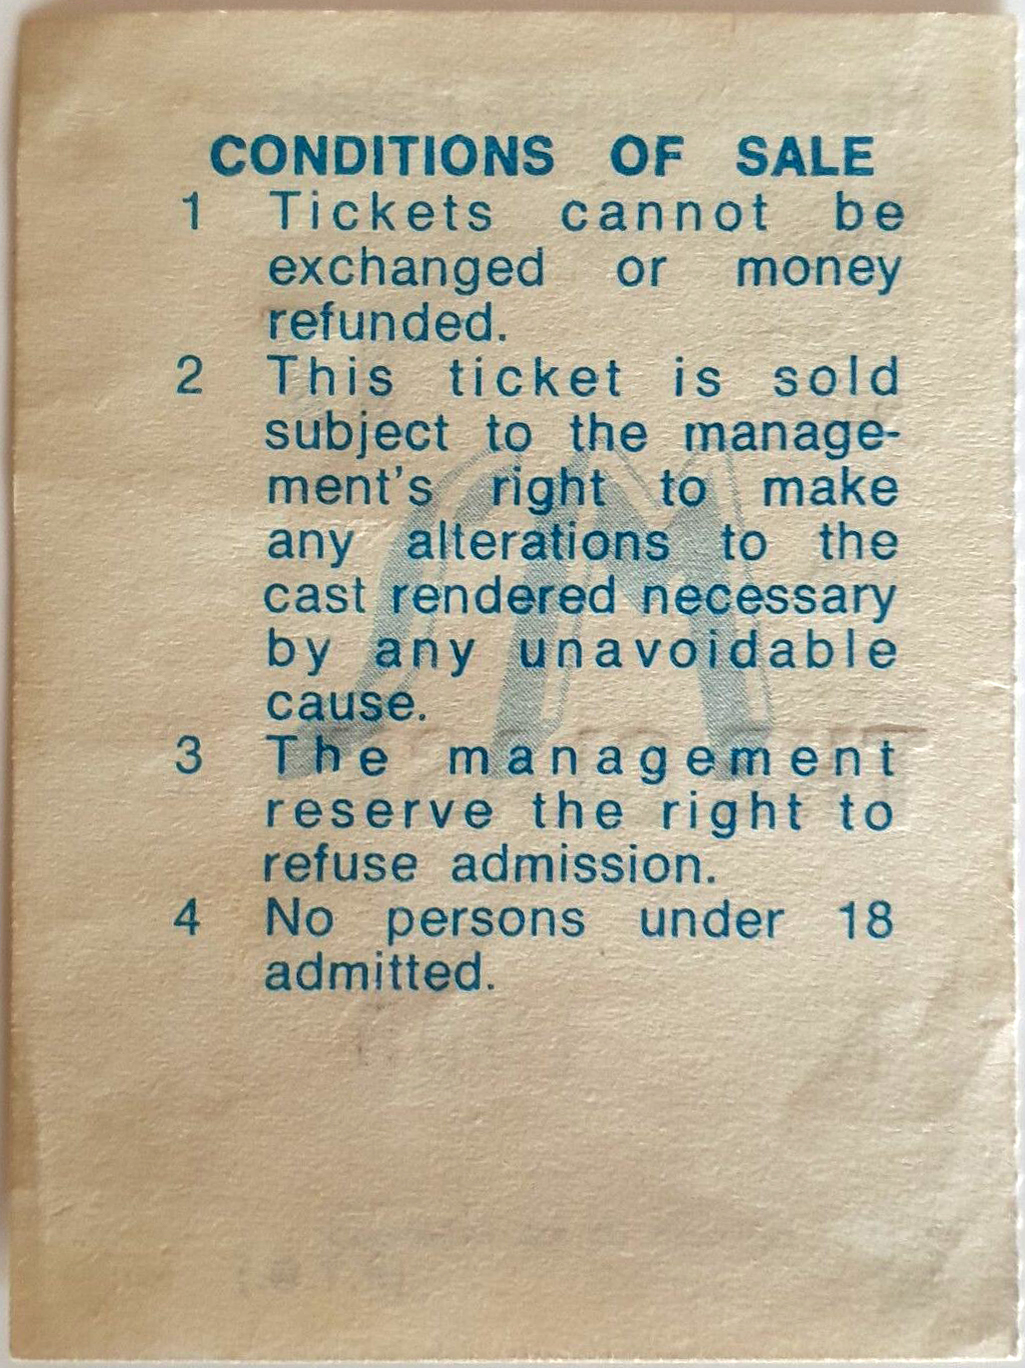 CONDITIONS OF SALE
1 Tickets cannot be
exchanged or money
refunded.
2 This ticket is sold
subject to the manage-
ment's right to make
any alterations to the
cast rendered necessary
by any unavoidable
cause.
3 The management
reserve the right to
refuse admission.
4 No persons under 18
admitted.